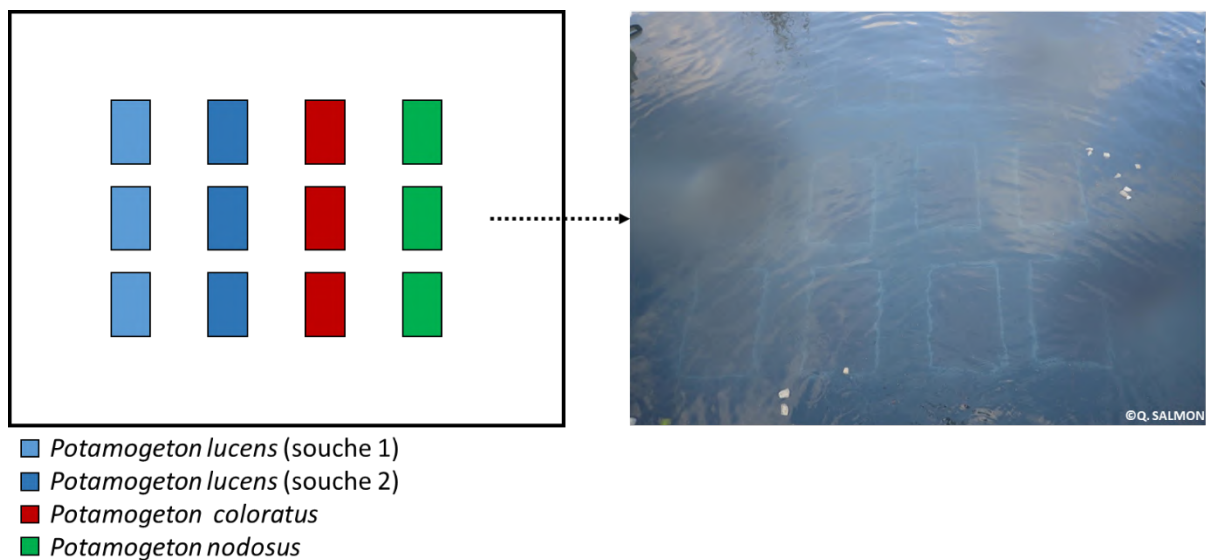 ©Q. SALMON
Potamogeton lucens (souche 1)
Potamogeton lucens (souche 2)
Potamogeton coloratus
Potamogeton nodosus